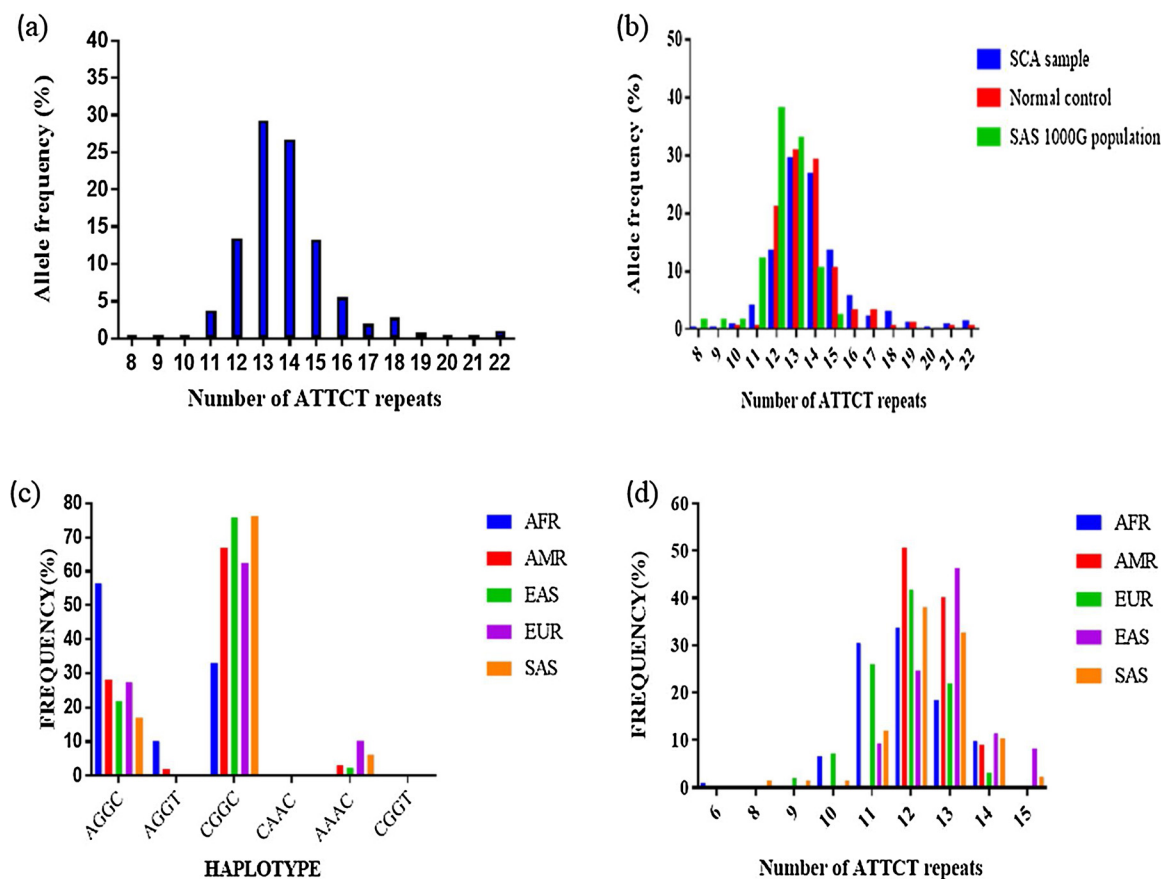 (a)
40
35
30
25
20
15
10
5
0
Allele frequency (%)
8 9 10 11 12 13 14 15 16 17 18 19 20 21 22
Number of ATTCT repeats
(b)
50
40
30
20
10
0
Allele frequency (%)
8 9 10 11 12 13 14 15 16 17 18 19 20 21 22
Number of ATTCT repeats
SCA sample
Normal control
SAS 1000G population
(c)
80
70
60
50
40
30
20
10
0
FREQUENCY(%)
AGGC AGGT CGGC CAAC AAAC CGGT
HAPLOTYPE
AFR
AMR
EAS
EUR
SAS
(d)
60
50
40
30
20
10
0
FREQUENCY(%)
6 8 9 10 11 12 13 14 15
Number of ATTCT repeats
AFR
AMR
EUR
EAS
SAS